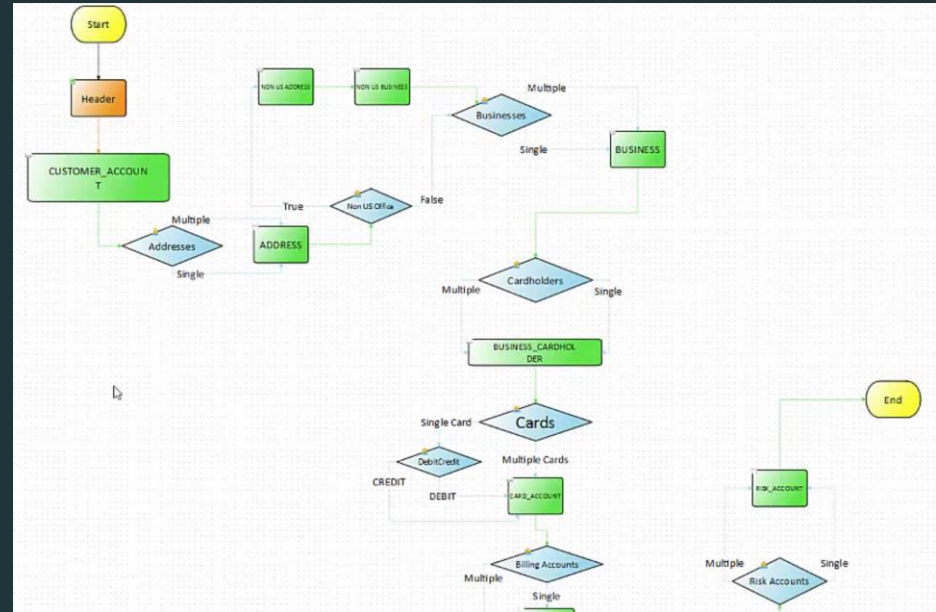 Start
Header
CUSTOMER_ACCOUN
T
Addresses
Multiple
Single
ADDRESS
True
Non US Office
False
NON US ADDRESS
NON US BUSINESS
Businesses
Multiple
Single
BUSINESS
Cardholders
Multiple
Single
BUSINESS_CARDHOL
DER
Cards
Single Card
Multiple Cards
DebitCredit
CREDIT
DEBIT
CARD_ACCOUNT
Billing Accounts
Multiple
Single
End
RISK_ACCOUNT
Multiple
Single
Risk Accounts